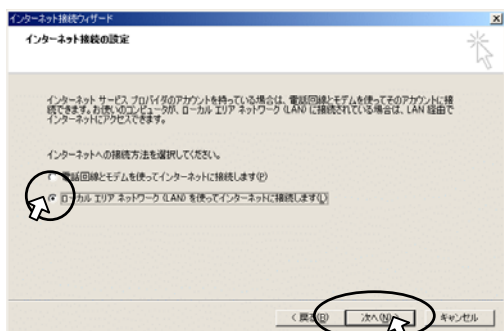 インターネット接続ウィザード
インターネット接続の設定
インターネット サービス プロバイダのアカウントを持っている場合は、電話回線とモデムを使ってそのアカウントに接
続できます。お使いのコンピュータが、ローカル エリア ネットワーク (LAN) に接続されている場合は、LAN 経由で
インターネットにアクセスできます。
インターネットへの接続方法を選択してください。
電話回線とモデムを使ってインターネットに接続します(P)
ローカル エリア ネットワーク (LAN) を使ってインターネットに接続します(L)
< 戻る(B) 次へ(N) > キャンセル